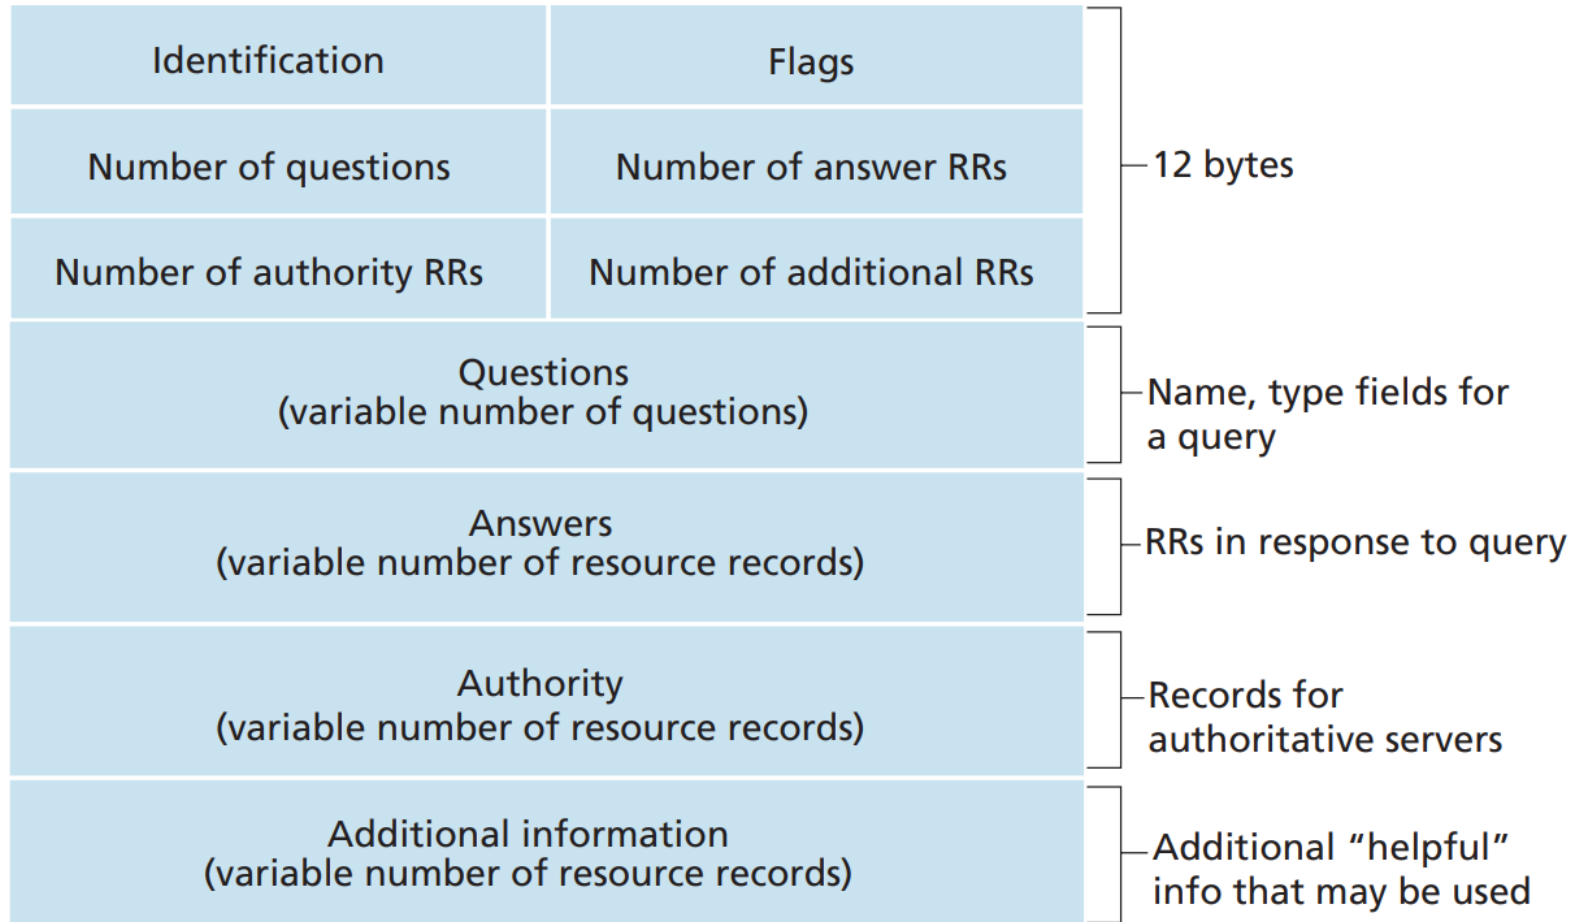 Identification
Flags
Number of questions
Number of answer RRs
12 bytes
Number of authority RRs
Number of additional RRs
Questions
(variable number of questions)
Name, type fields for
a query
Answers
(variable number of resource records)
RRs in response to query
Authority
(variable number of resource records)
Records for
authoritative servers
Additional information
(variable number of resource records)
Additional “helpful”
info that may be used